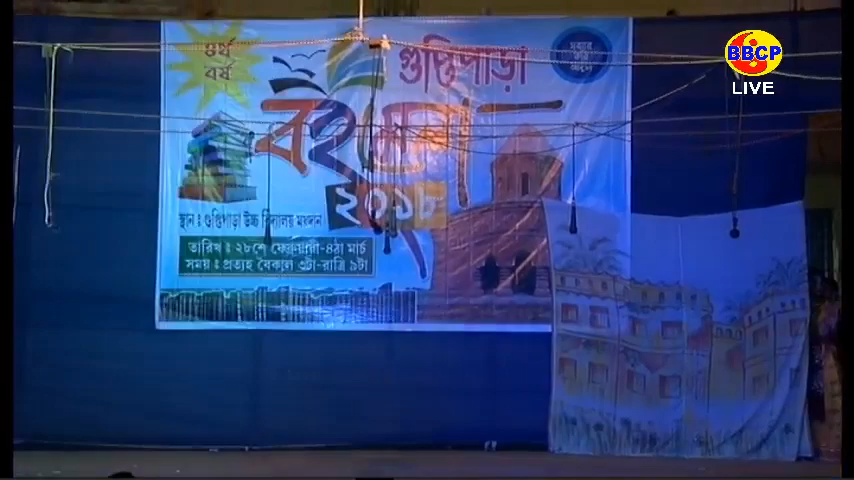 BBCP
LIVE
৪র্থ
বর্ষ
গুপ্তিপাড়া
বইমেলা
২০১৮
স্থান ঃ গুপ্তিপাড়া উচ্চ বিদ্যালয় ময়দান
তারিখ ঃ ২৮শে ফেব্রুয়ারী-৪ঠা মার্চ
সময় ঃ প্রত্যহ বৈকাল ৩টা-রাত্রি ৯টা